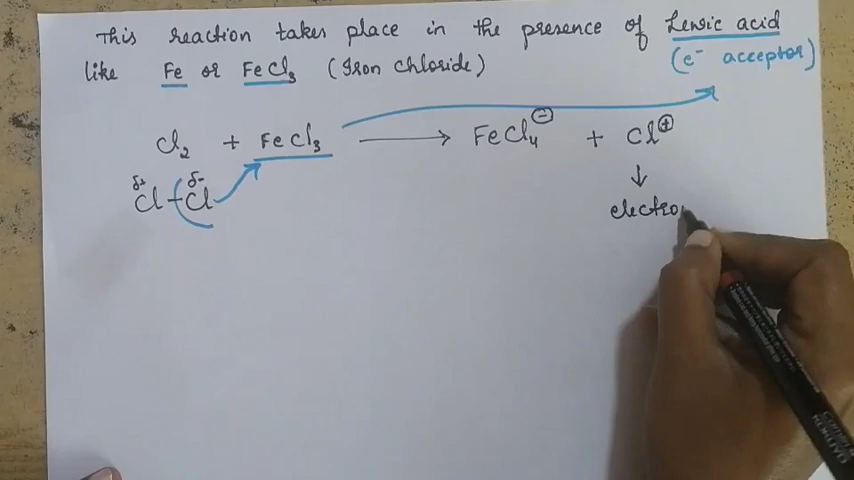 This reaction takes place in the presence of Lewic acid
like Fe or FeCl₃ (Iron Chloride) (e⁻ acceptor)
Cl₂ + FeCl₃ → FeCl₄⊖ + Cl⊕
δ+ δ-
Cl-Cl
electro